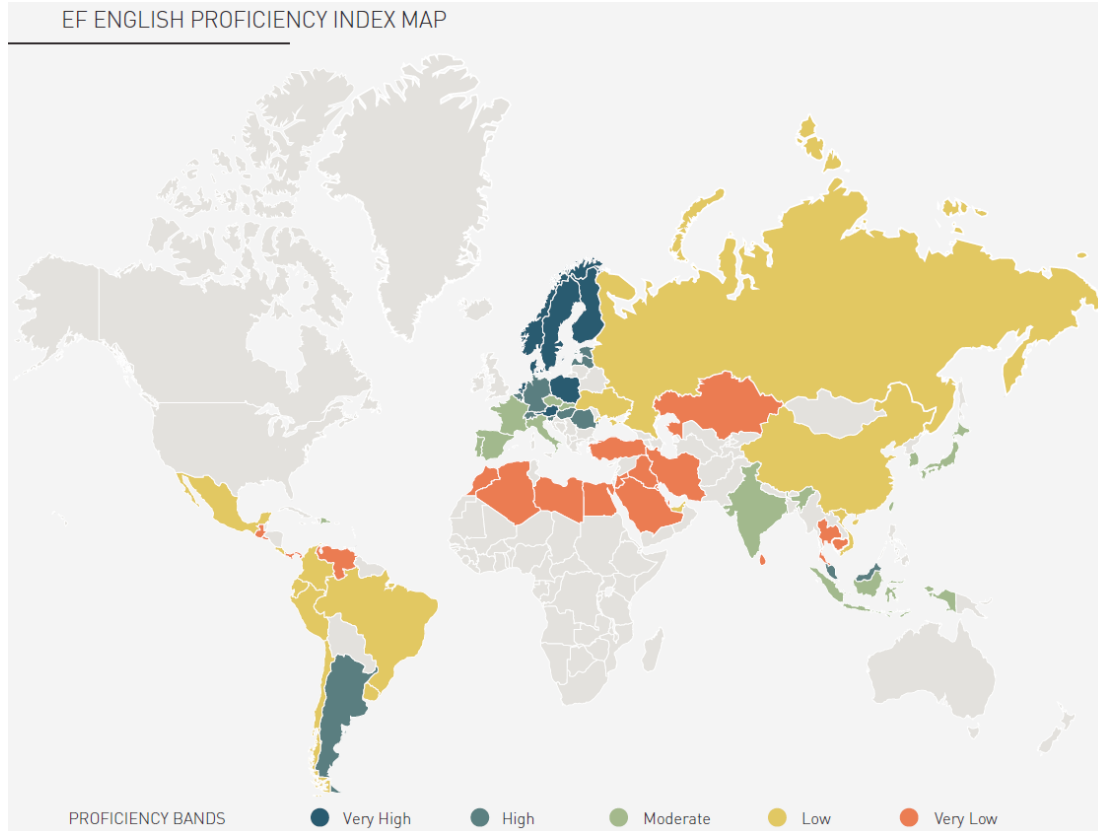 EF ENGLISH PROFICIENCY INDEX MAP
PROFICIENCY BANDS Very High High Moderate Low Very Low